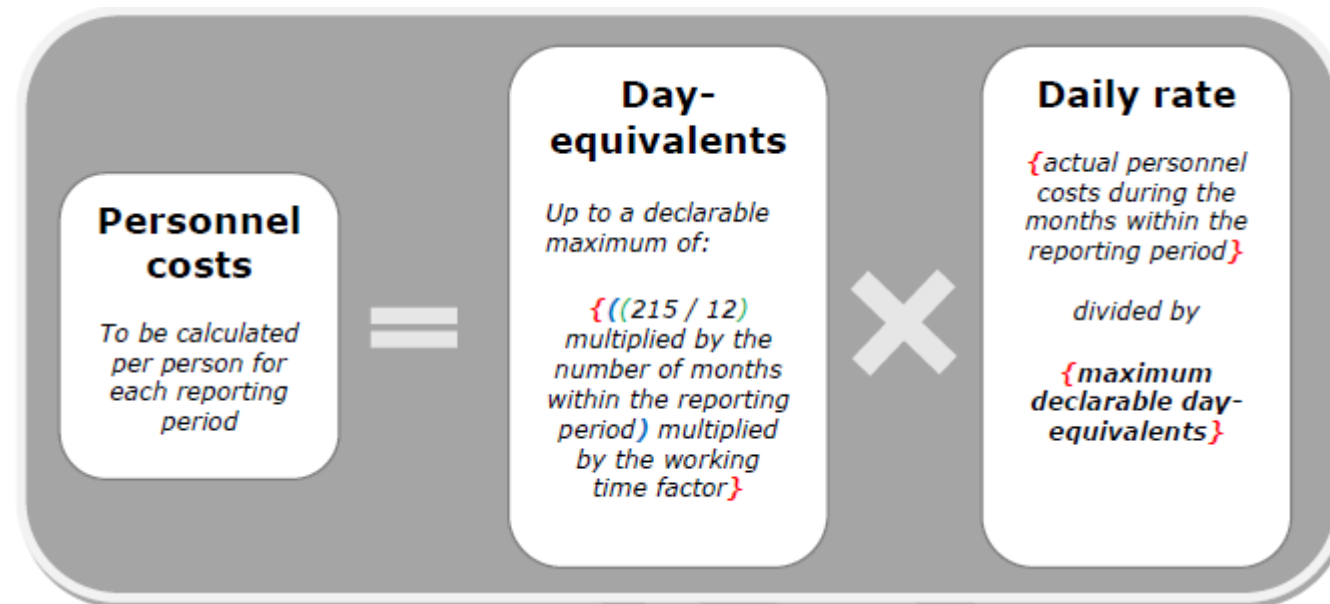 Personnel
costs
To be calculated
per person for
each reporting
period
=
Day-
equivalents
Up to a declarable
maximum of:
{((215 / 12)
multiplied by the
number of months
within the reporting
period) multiplied
by the working
time factor}
×
Daily rate
{actual personnel
costs during the
months within the
reporting period}
divided by
{maximum
declarable day-
equivalents}